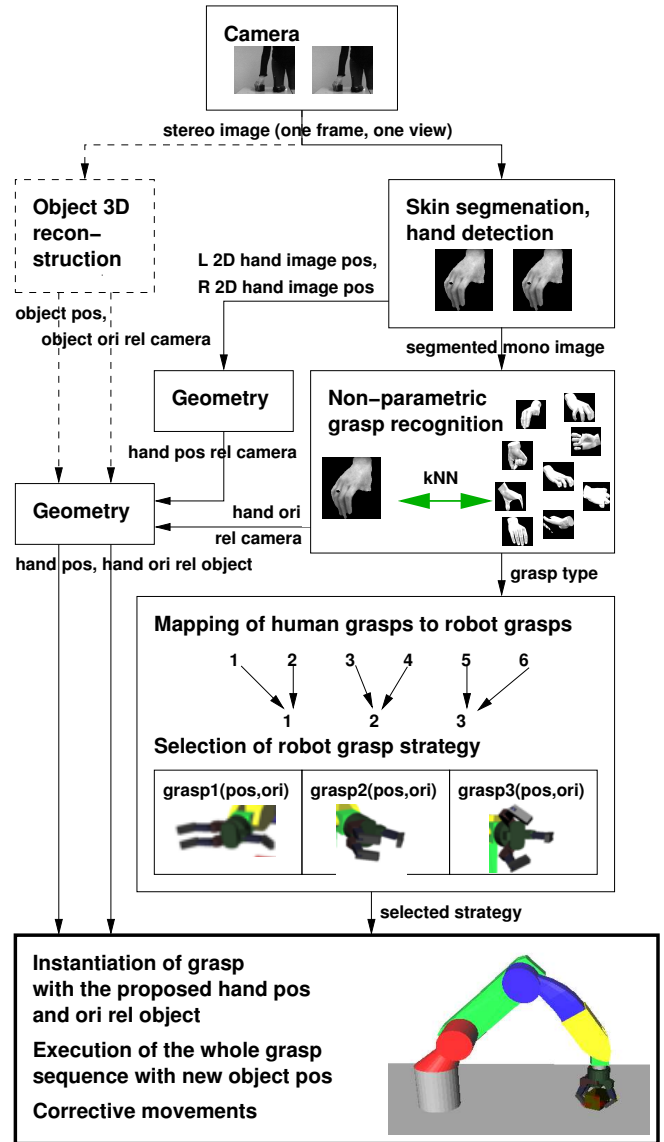 Camera
stereo image (one frame, one view)
Object 3D
recon−
struction
Skin segmenation,
hand detection
L 2D hand image pos,
R 2D hand image pos
object pos,
object ori rel camera
segmented mono image
Geometry
Non−parametric
grasp recognition
kNN
hand pos rel camera
Geometry
hand ori
rel camera
hand pos, hand ori rel object
grasp type
Mapping of human grasps to robot grasps
1 2 3 4 5 6
1 2 3
Selection of robot grasp strategy
grasp1(pos,ori) grasp2(pos,ori) grasp3(pos,ori)
selected strategy
Instantiation of grasp
with the proposed hand pos
and ori rel object
Execution of the whole grasp
sequence with new object pos
Corrective movements